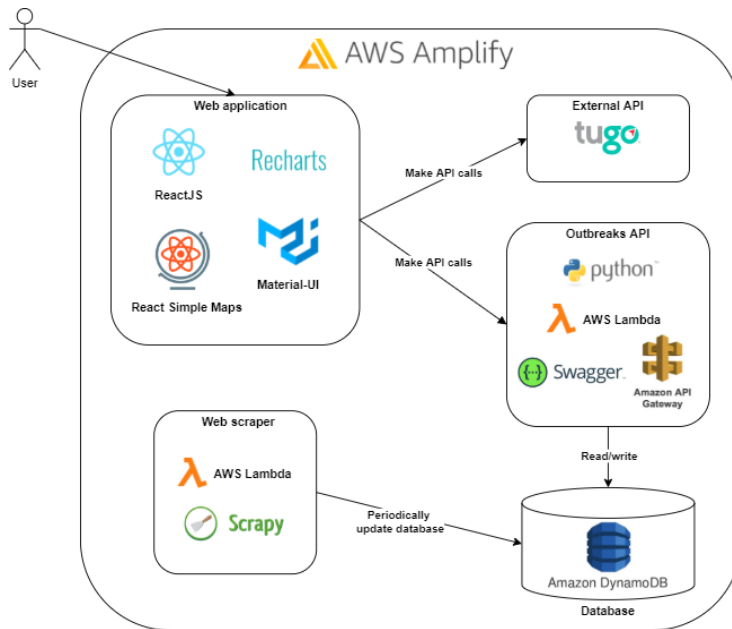 AWS Amplify
User
Web application
ReactJS
Recharts
React Simple Maps
Material-UI
External API
tugo
Make API calls
Make API calls
Outbreaks API
python™
AWS Lambda
{··} Swagger™
Amazon API
Gateway
Web scraper
AWS Lambda
Scrapy
Periodically
update database
Read/write
Amazon DynamoDB
Database